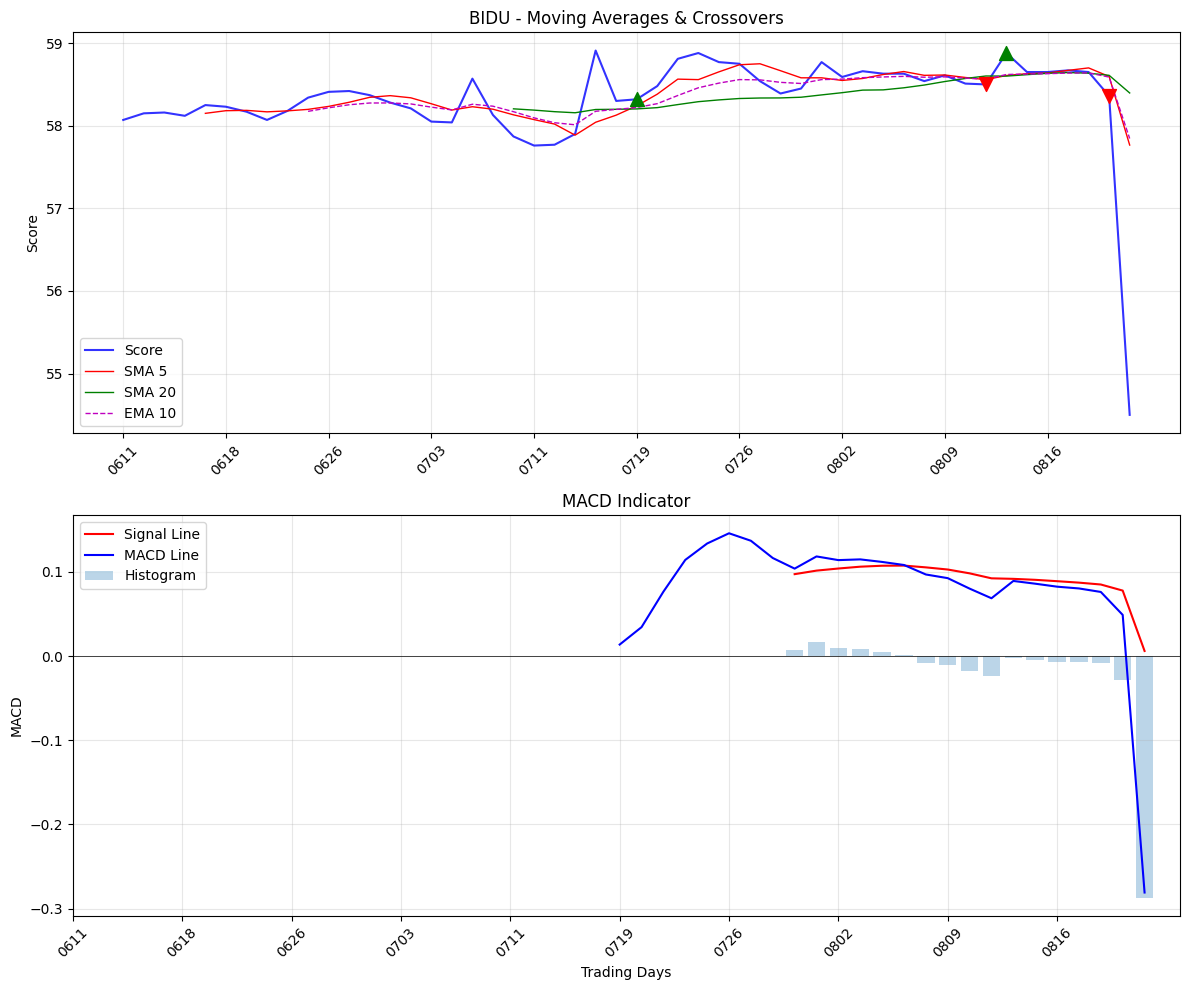 BIDU - Moving Averages & Crossovers
59
58
57
56
55
Score
Score
SMA 5
SMA 20
EMA 10
0611
0618
0626
0703
0711
0719
0726
0802
0809
0816
MACD Indicator
Signal Line
MACD Line
Histogram
0.1
0.0
−0.1
−0.2
−0.3
MACD
0611
0618
0626
0703
0711
0719
0726
0802
0809
0816
Trading Days